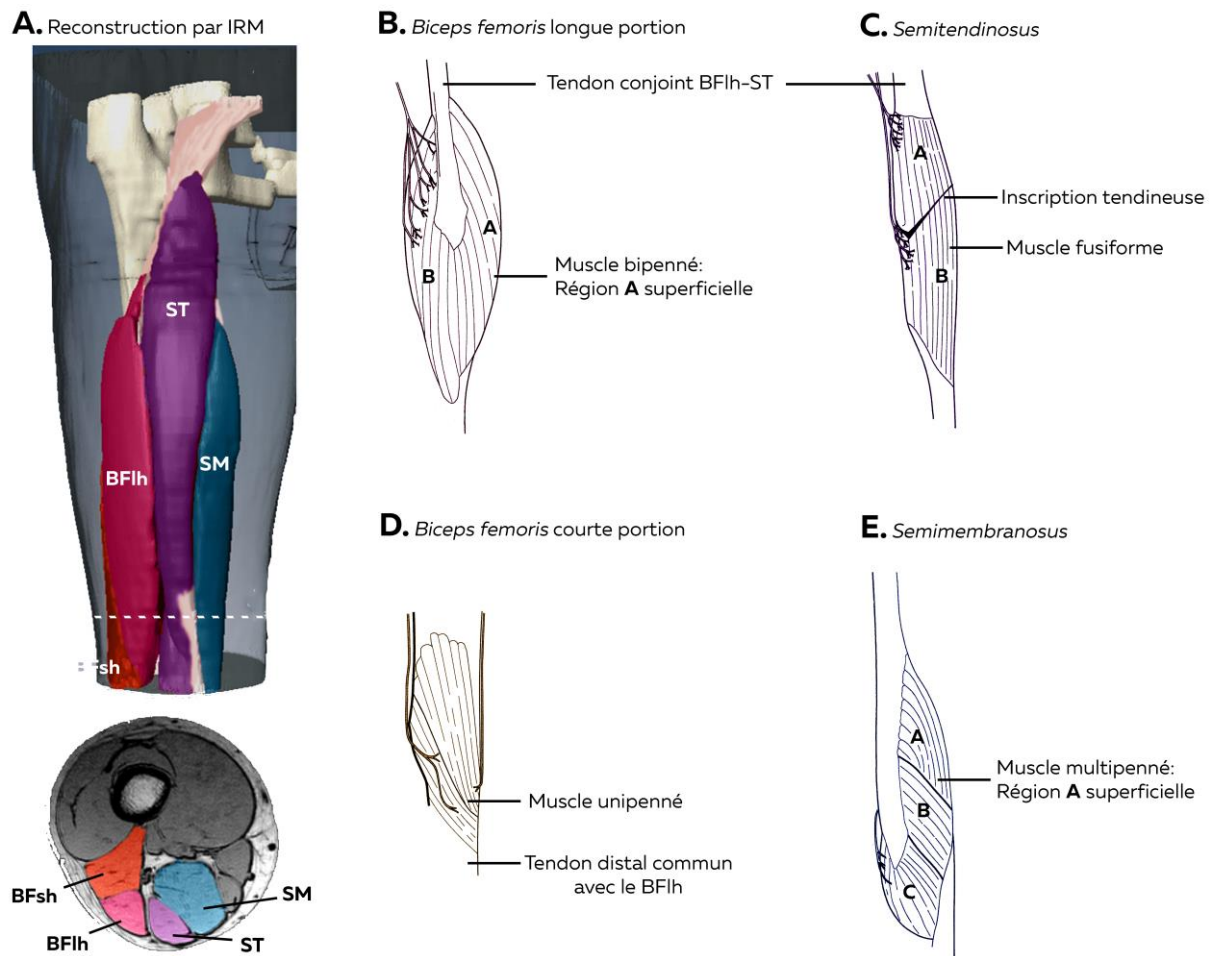 A. Reconstruction par IRM
ST
BFlh
SM
BFsh
BFsh
BFlh
SM
ST
B. Biceps femoris longue portion
C. Semitendinosus
Tendon conjoint BFlh-ST
A
B
Muscle bipenné:
Région A superficielle
A
Inscription tendineuse
Muscle fusiforme
B
D. Biceps femoris courte portion
Muscle unipenné
Tendon distal commun
avec le BFlh
E. Semimembranosus
A
B
C
Muscle multipenné:
Région A superficielle